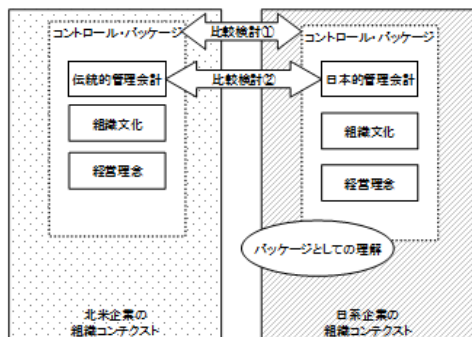 コントロール・パッケージ
比較検討①
コントロール・パッケージ
伝統的管理会計
比較検討②
日本的管理会計
組織文化
組織文化
経営理念
経営理念
パッケージとしての理解
北米企業の
組織コンテクスト
日系企業の
組織コンテクスト